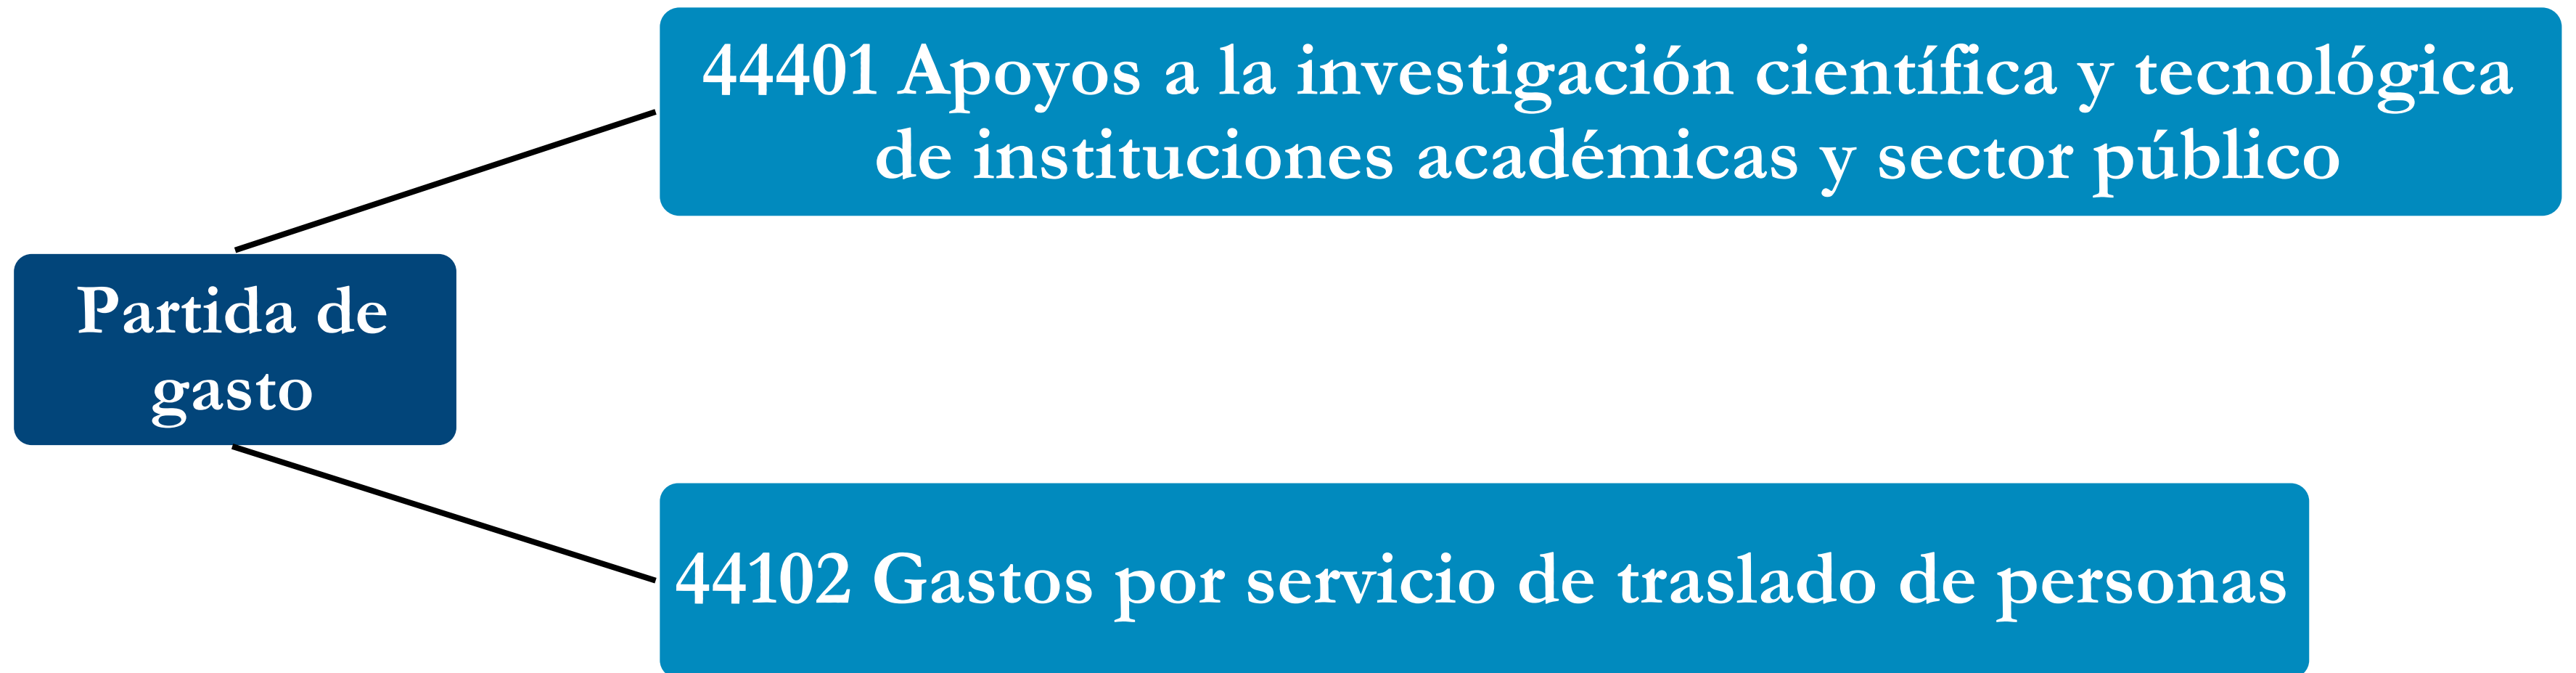 44401 Apoyos a la investigación científica y tecnológica
de instituciones académicas y sector público
Partida de
gasto
44102 Gastos por servicio de traslado de personas